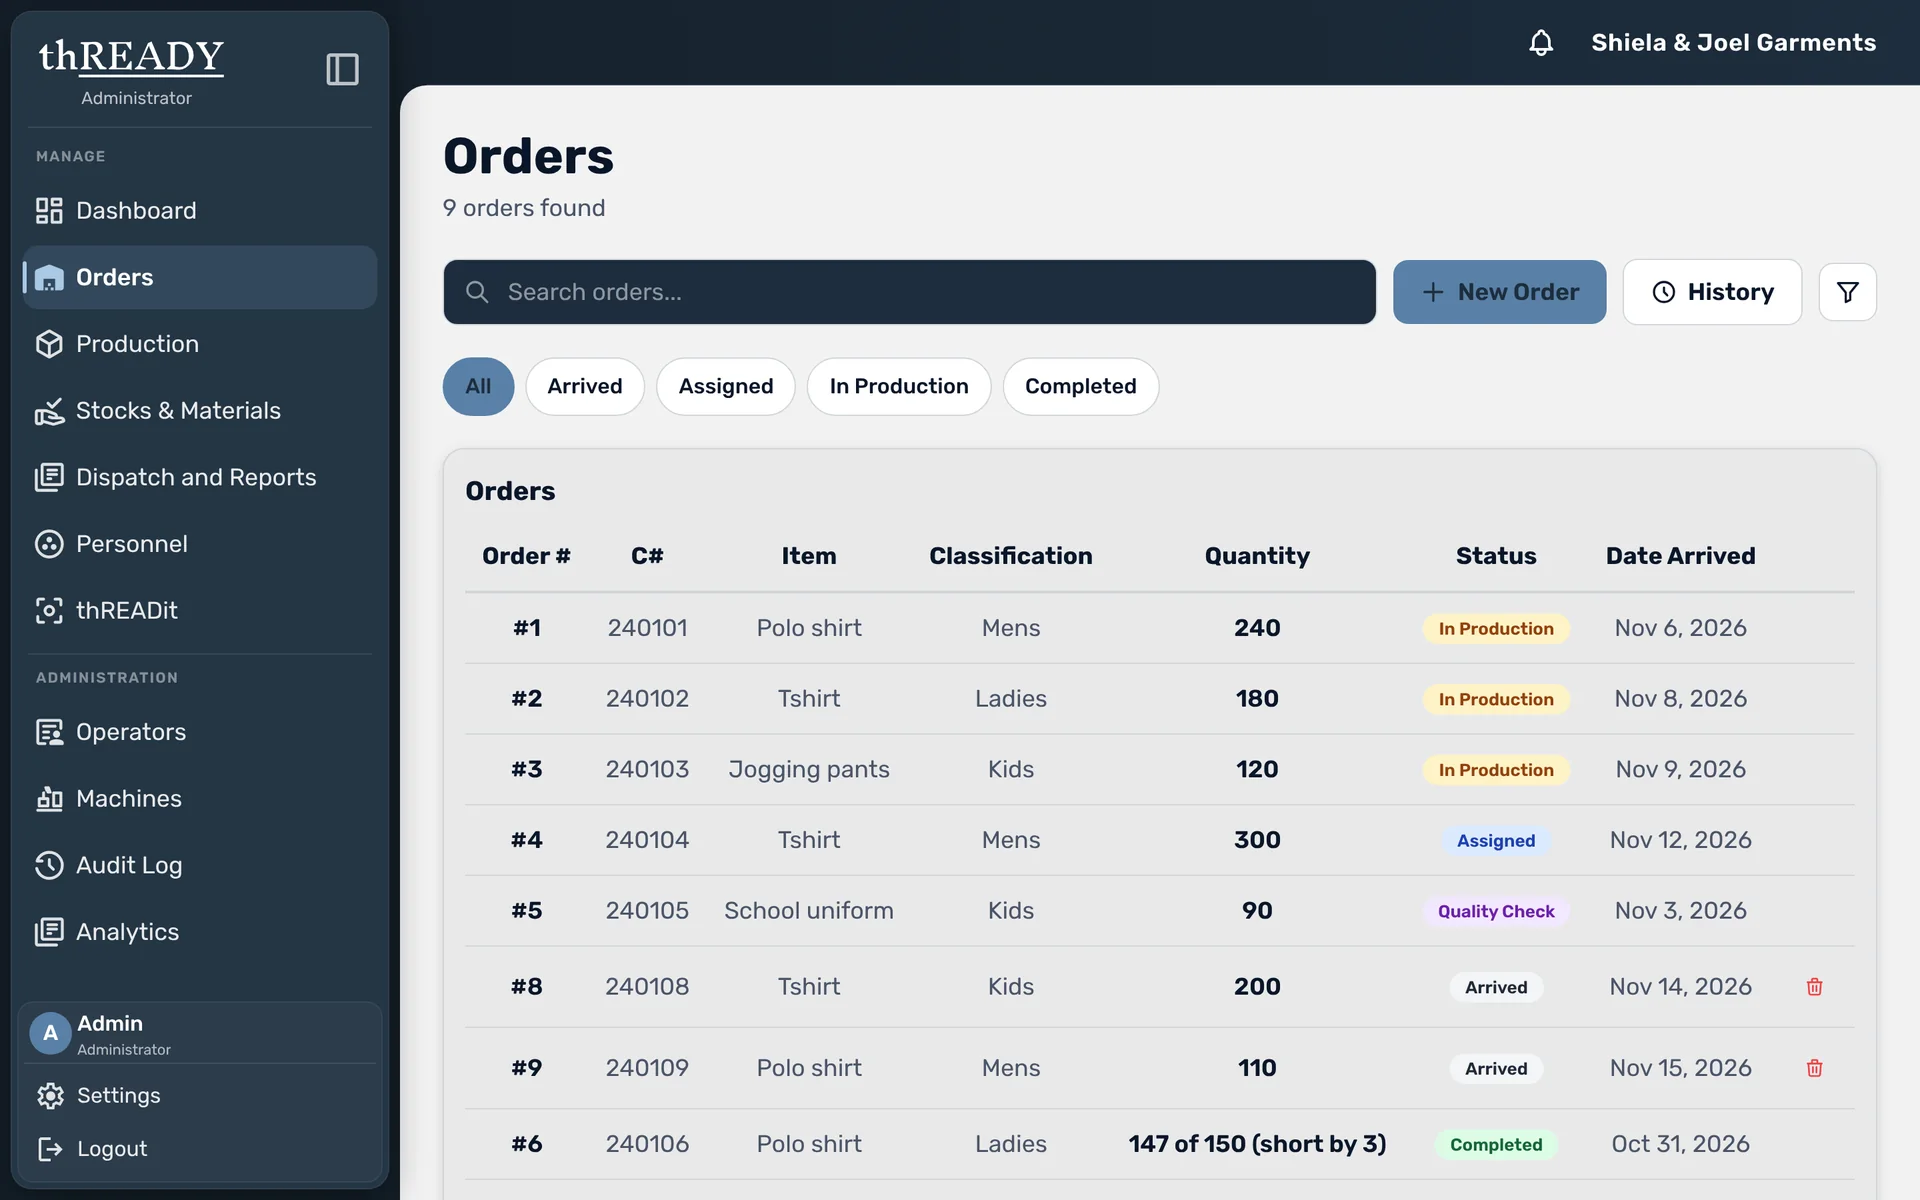 thREADY
Administrator
MANAGE
Dashboard
Orders
Production
Stocks & Materials
Dispatch and Reports
Personnel
thREADit
ADMINISTRATION
Operators
Machines
Audit Log
Analytics
A
Admin
Administrator
Settings
Logout
Shiela & Joel Garments
Orders
9 orders found
Search orders...
New Order
History
All
Arrived
Assigned
In Production
Completed
Orders
Order # C# Item Classification Quantity Status Date Arrived
#1 240101 Polo shirt Mens 240 In Production Nov 6, 2026
#2 240102 Tshirt Ladies 180 In Production Nov 8, 2026
#3 240103 Jogging pants Kids 120 In Production Nov 9, 2026
#4 240104 Tshirt Mens 300 Assigned Nov 12, 2026
#5 240105 School uniform Kids 90 Quality Check Nov 3, 2026
#8 240108 Tshirt Kids 200 Arrived Nov 14, 2026
#9 240109 Polo shirt Mens 110 Arrived Nov 15, 2026
#6 240106 Polo shirt Ladies 147 of 150 (short by 3) Completed Oct 31, 2026